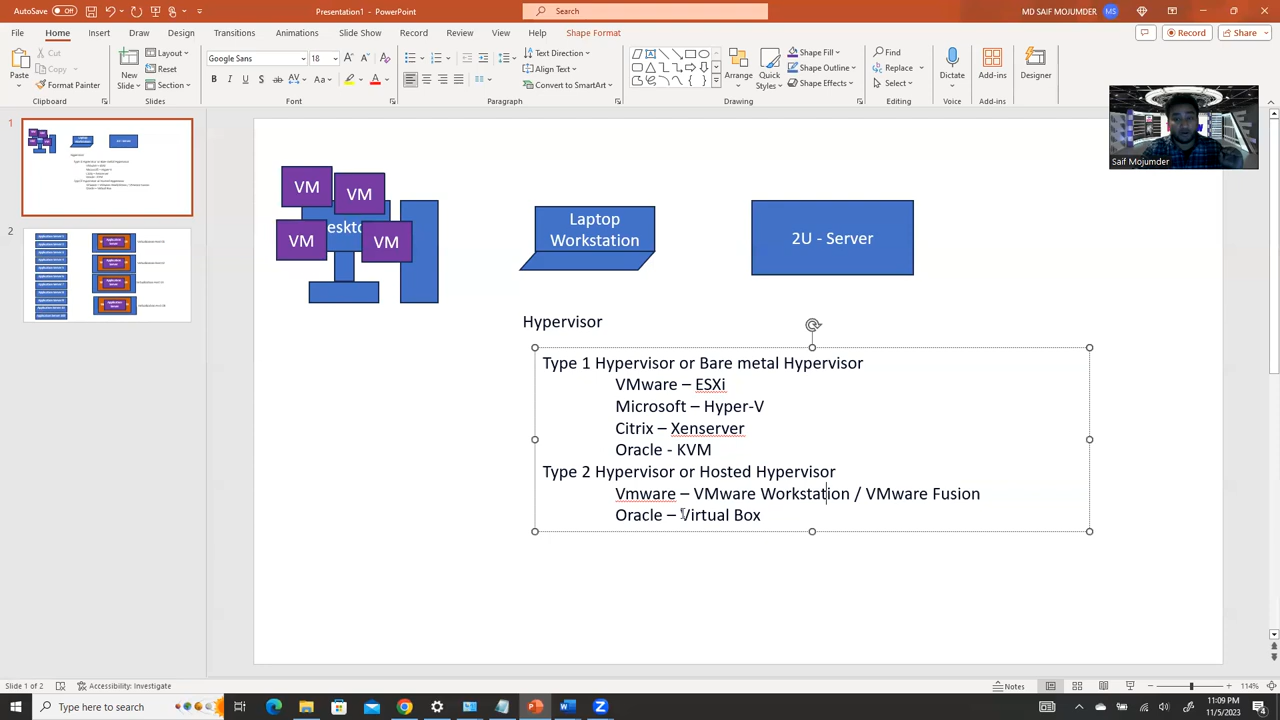 AutoSave
Off
Presentation1 - PowerPoint
Search
MD SAIF MOJUMDER
MS
File
Home
Insert
Draw
Design
Transitions
Animations
Slide Show
Record
Review
View
Help
Shape Format
Record
Share
Paste
Cut
Copy
Format Painter
Clipboard
New
Slide
Layout
Reset
Section
Slides
Google Sans
18
Font
Text Direction
Align Text
Convert to SmartArt
Paragraph
Arrange
Quick
Styles
Shape Fill
Shape Outline
Shape Effects
Drawing
Find
Replace
Select
Editing
Dictate
Voice
Add-ins
Add-ins
Designer
Saif Mojumder
1
2
VM
VM
VM
VM
eskto
Laptop
Workstation
2U - Server
Hypervisor
Type 1 Hypervisor or Bare metal Hypervisor
VMware – ESXi
Microsoft – Hyper-V
Citrix – Xenserver
Oracle - KVM
Type 2 Hypervisor or Hosted Hypervisor
Vmware – VMware Workstation / VMware Fusion
Oracle – Virtual Box
Slide 1 of 2
Accessibility: Investigate
Notes
114%
Type here to search
11:09 PM
11/5/2023